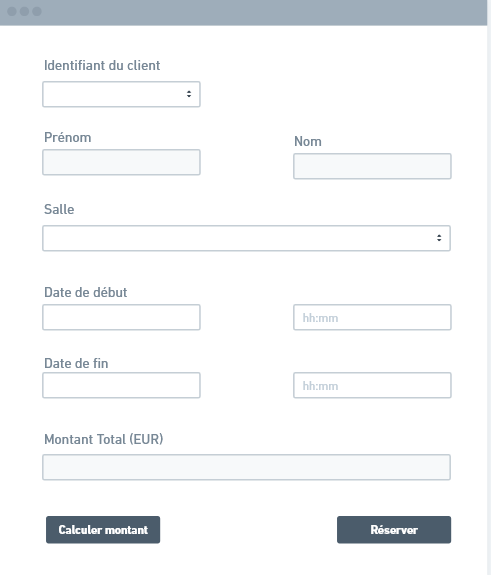 Identifiant du client
Prénom
Nom
Salle
Date de début
hh:mm
Date de fin
hh:mm
Montant Total (EUR)
Calculer montant
Réserver